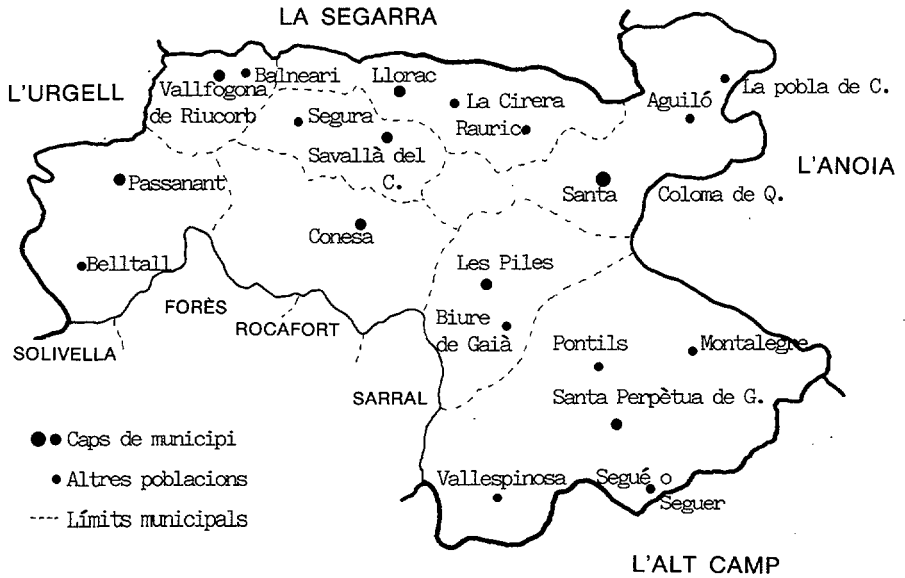 LA SEGARRA
L'URGELL
Vallfogona
de Riucorb
Balneari
Llorac
La Cirera
Rauric
Aguiló
La pobla de C.
Segura
Savallà del
C.
L'ANOIA
Passanant
Santa
Coloma de Q.
Conesa
Belltall
Les Piles
FORÈS
ROCAFORT
SOLIVELLA
Biure
de Gaià
Pontils
Montalegre
SARRAL
Santa Perpètua de G.
Caps de municipi
Altres poblacions
Límits municipals
Vallespinosa
Segué o
Seguer
L'ALT CAMP